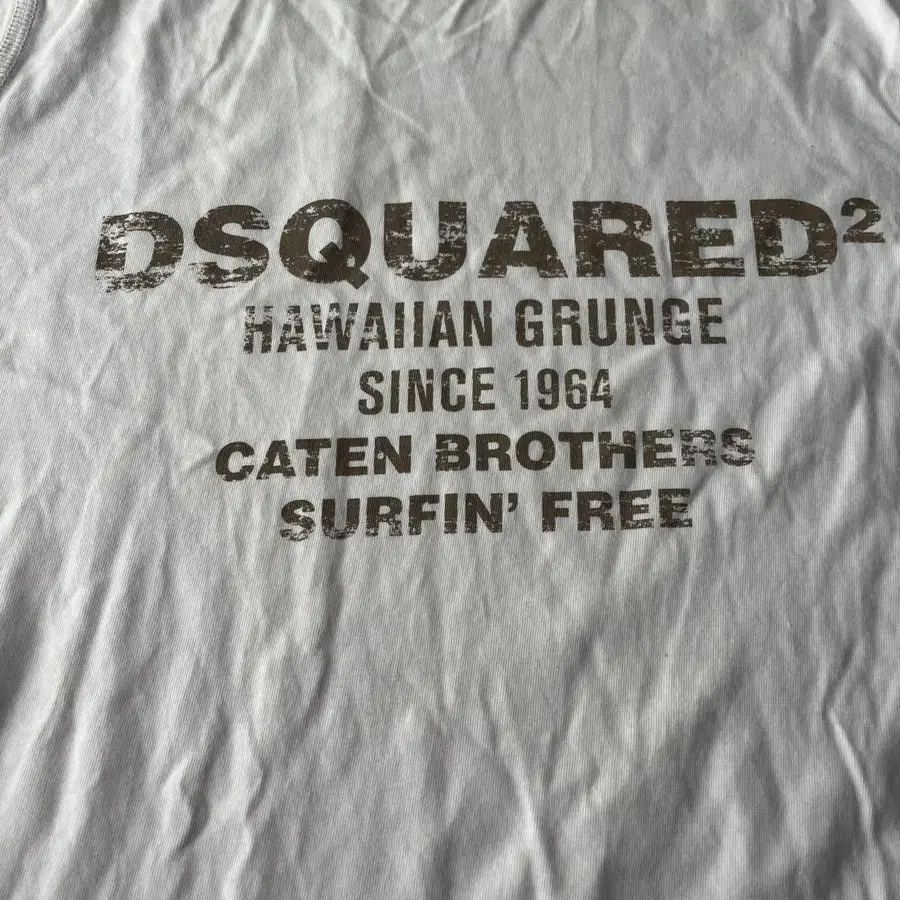 DSQUARED²
HAWAIIAN GRUNGE
SINCE 1964
CATEN BROTHERS
SURFIN' FREE